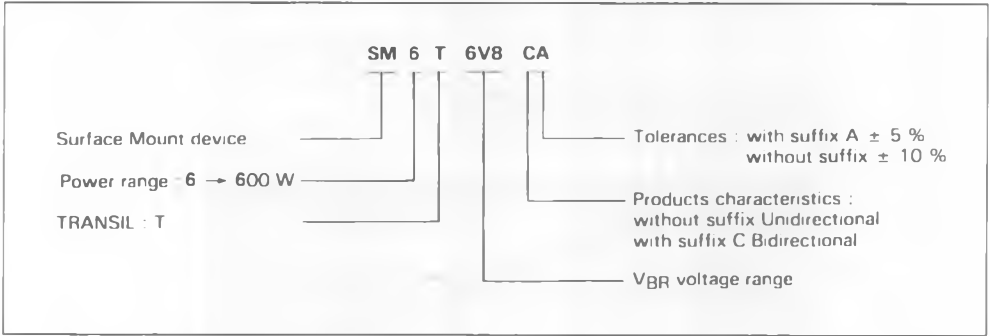 SM 6 T 6V8 CA
Surface Mount device
Power range 6 → 600 W
TRANSIL : T
Tolerances : with suffix A ± 5 %
without suffix ± 10 %
Products characteristics :
without suffix Unidirectional
with suffix C Bidirectional
VBR voltage range